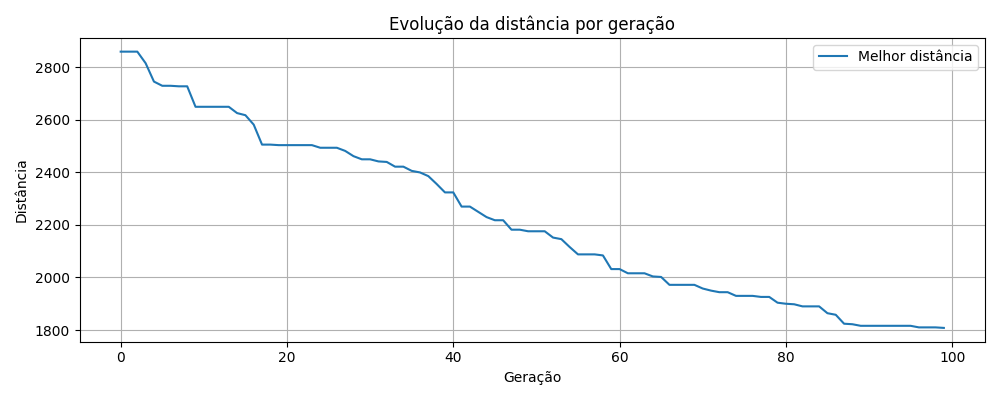 Evolução da distância por geração
Melhor distância
Distância
2800
2600
2400
2200
2000
1800
0 20 40 60 80 100
Geração